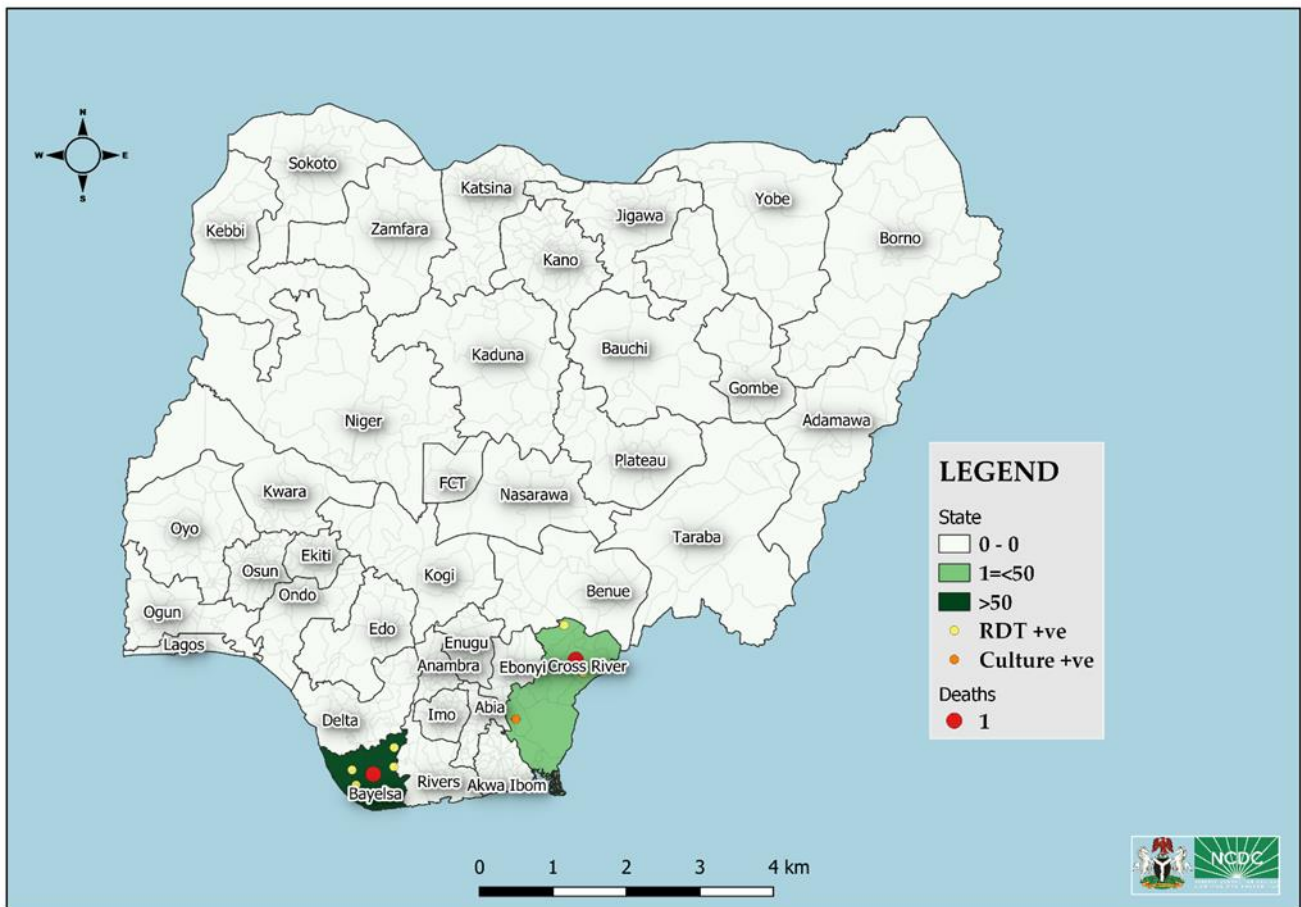 N
W E
S
Sokoto
Katsina
Yobe
Jigawa
Kebbi
Zamfara
Borno
Kano
Kaduna
Bauchi
Gombe
Adamawa
Niger
Plateau
FCT
Nasarawa
Kwara
Oyo
Taraba
Ekiti
Osun
Kogi
Benue
Ondo
Ogun
Edo
Enugu
Lagos
Anambra
Ebonyi
Cross River
Abia
Imo
Delta
Rivers
Akwa Ibom
Bayelsa
LEGEND
State
0 - 0
1=<50
>50
RDT +ve
Culture +ve
Deaths
1
0 1 2 3 4 km
NCDC